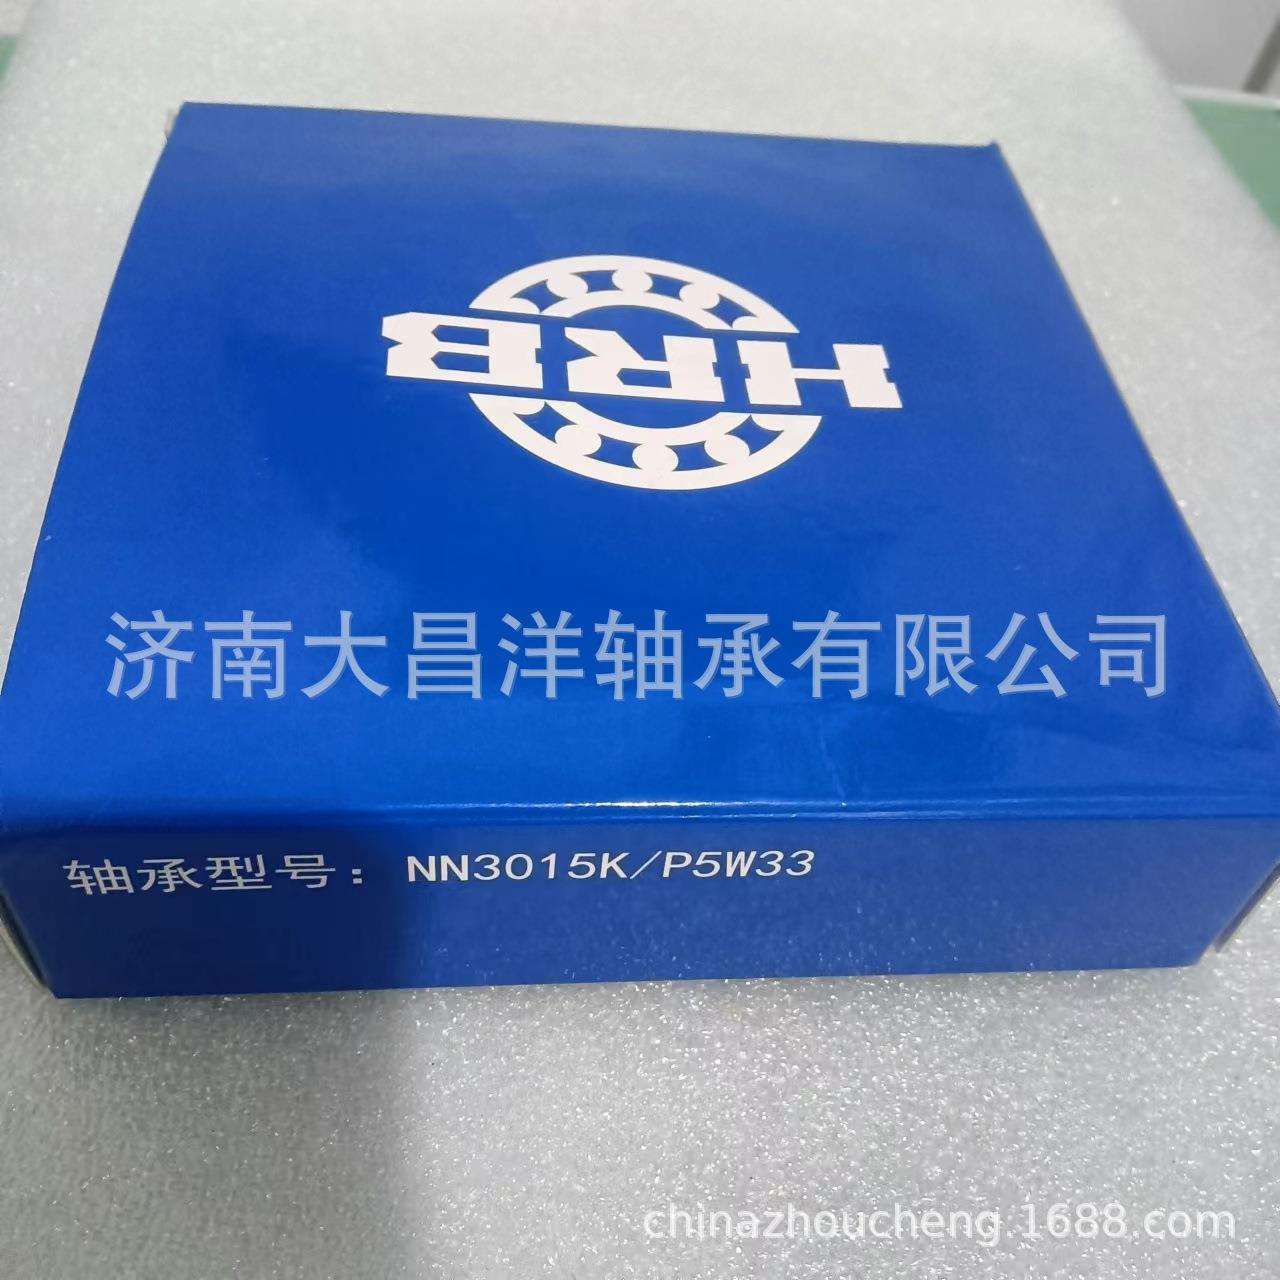 HRB
济南大昌洋轴承有限公司
轴承型号：NN3015K/P5W33
chinazhoucheng.1688.com